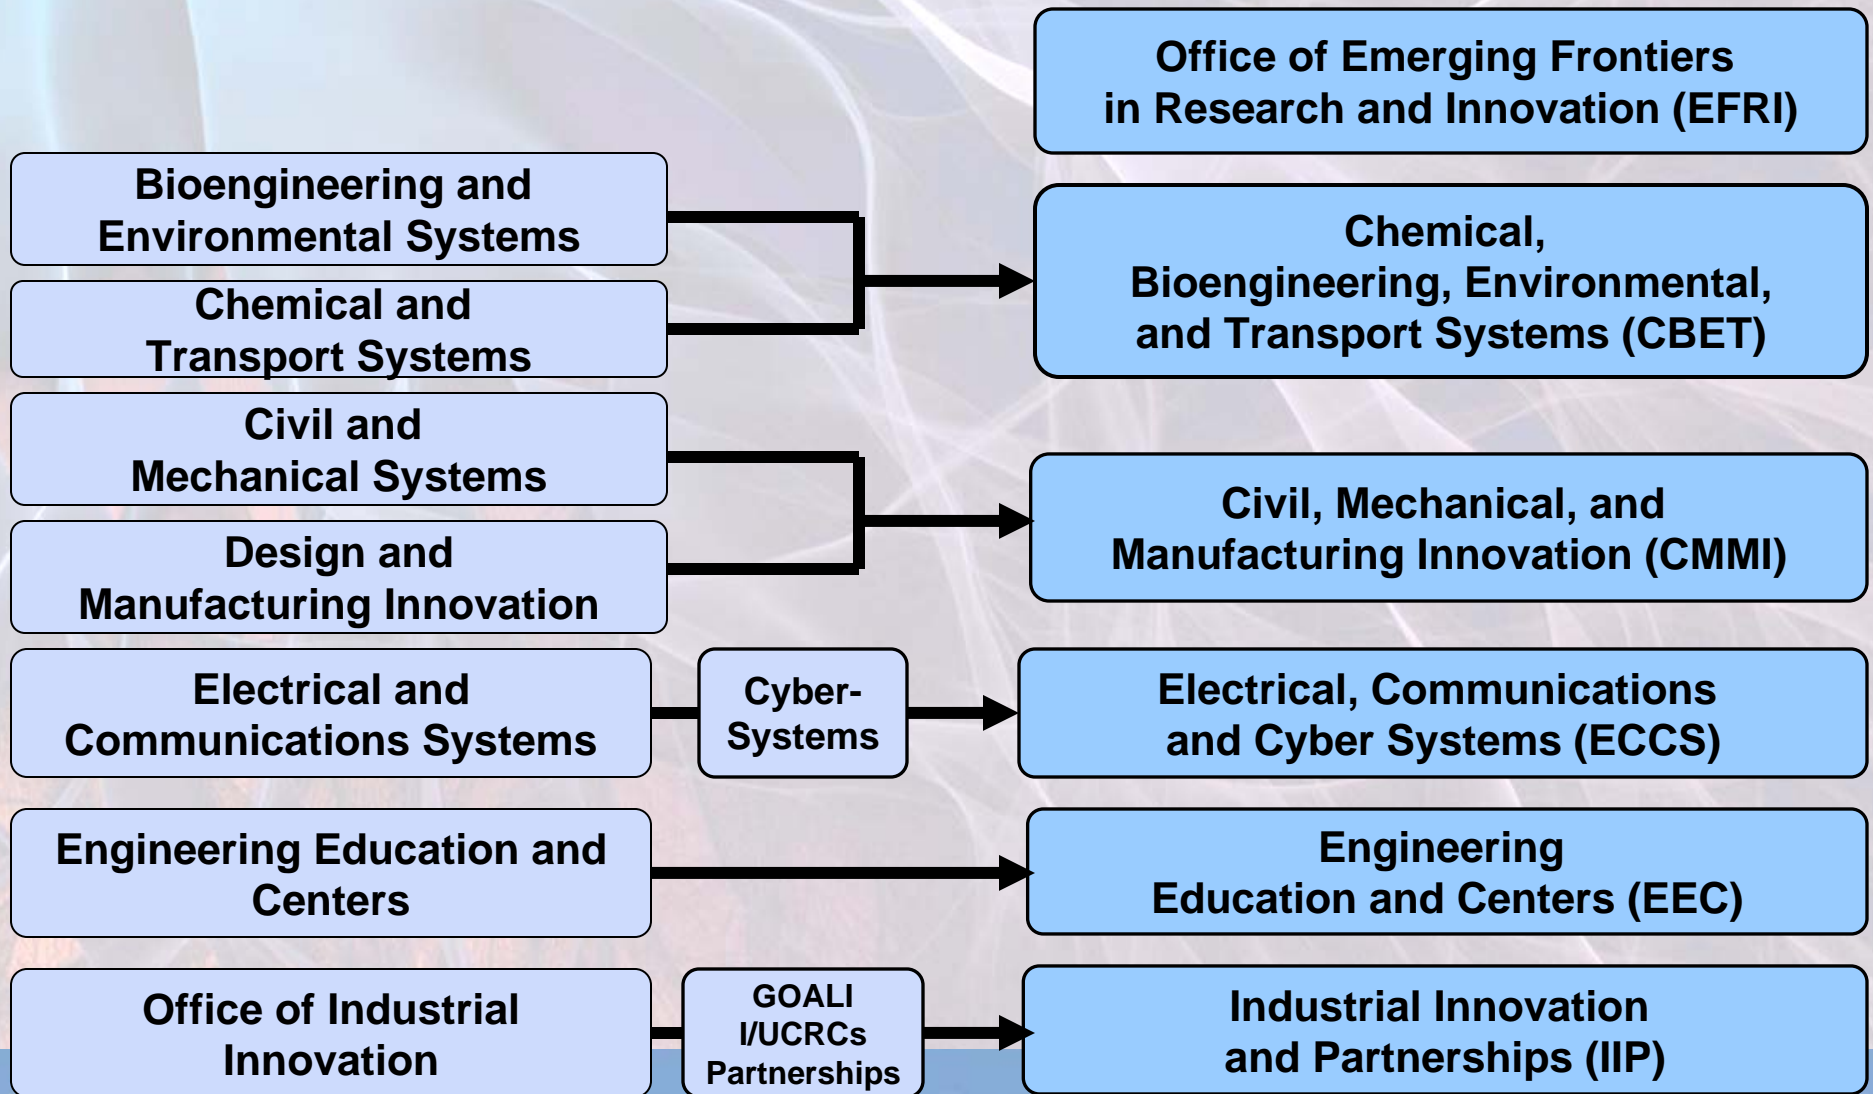 Office of Emerging Frontiers
in Research and Innovation (EFRI)
Bioengineering and
Environmental Systems
Chemical and
Transport Systems
Chemical,
Bioengineering, Environmental,
and Transport Systems (CBET)
Civil and
Mechanical Systems
Design and
Manufacturing Innovation
Civil, Mechanical, and
Manufacturing Innovation (CMMI)
Electrical and
Communications Systems
Cyber-
Systems
Electrical, Communications
and Cyber Systems (ECCS)
Engineering Education and
Centers
Engineering
Education and Centers (EEC)
Office of Industrial
Innovation
GOALI
I/UCRCs
Partnerships
Industrial Innovation
and Partnerships (IIP)